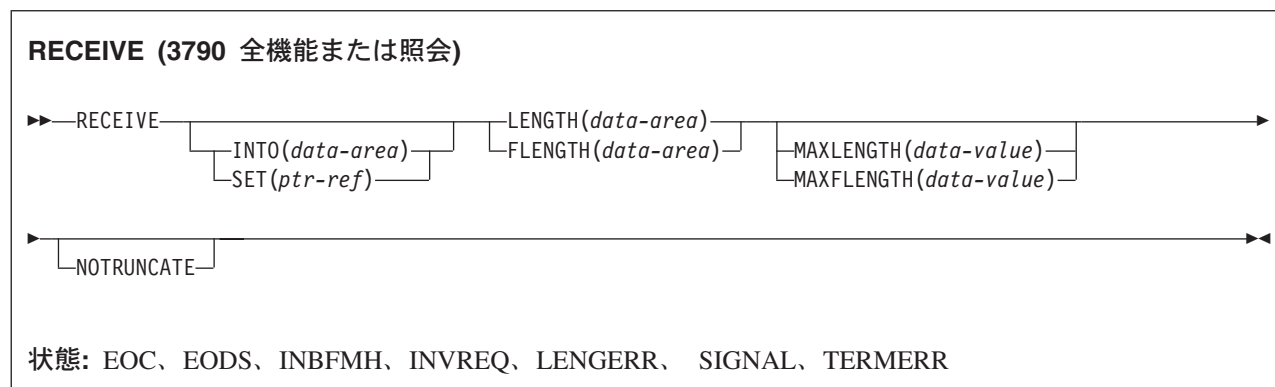 RECEIVE (3790 全機能または照会)
RECEIVE LENGTH(data-area)
INTO(data-area) FLENGTH(data-area) MAXLENGTH(data-value)
SET(ptr-ref) MAXFLENGTH(data-value)
NOTRUNCATE
状態: EOC、EODS、INBFMH、INVREQ、LENGERR、 SIGNAL、TERMERR